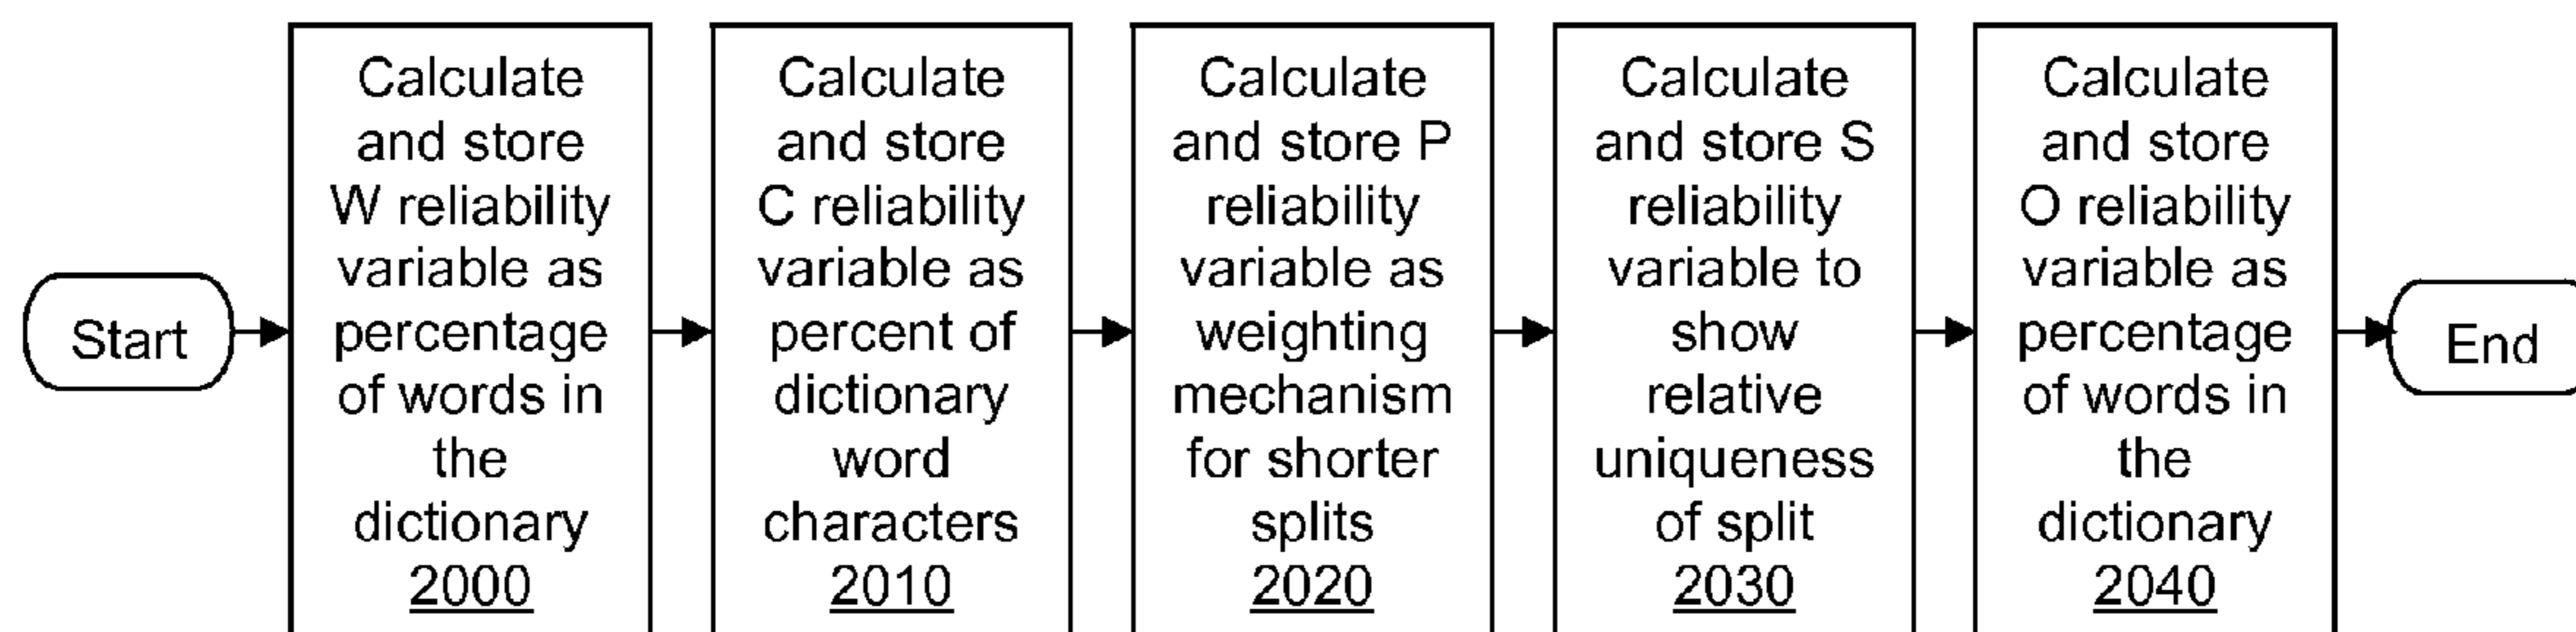 Start
Calculate
and store
W reliability
variable as
percentage
of words in
the
dictionary
2000
Calculate
and store
C reliability
variable as
percent of
dictionary
word
characters
2010
Calculate
and store P
reliability
variable as
weighting
mechanism
for shorter
splits
2020
Calculate
and store S
reliability
variable to
show
relative
uniqueness
of split
2030
Calculate
and store
O reliability
variable as
percentage
of words in
the
dictionary
2040
End